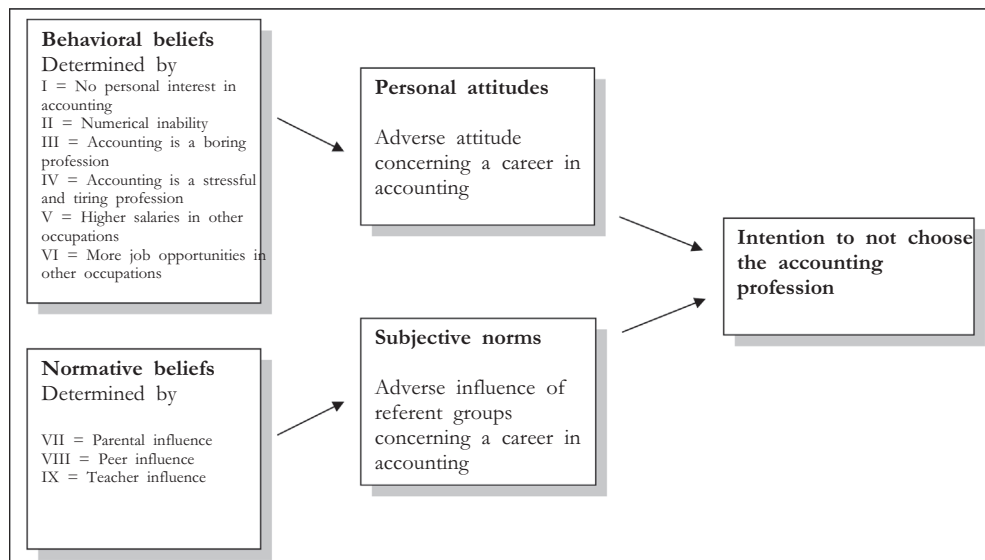 Behavioral beliefs
Determined by
I = No personal interest in
accounting
II = Numerical inability
III = Accounting is a boring
profession
IV = Accounting is a stressful
and tiring profession
V = Higher salaries in other
occupations
VI = More job opportunities in
other occupations
Normative beliefs
Determined by
VII = Parental influence
VIII = Peer influence
IX = Teacher influence
Personal attitudes
Adverse attitude
concerning a career in
accounting
Subjective norms
Adverse influence of
referent groups
concerning a career in
accounting
Intention to not choose
the accounting
profession